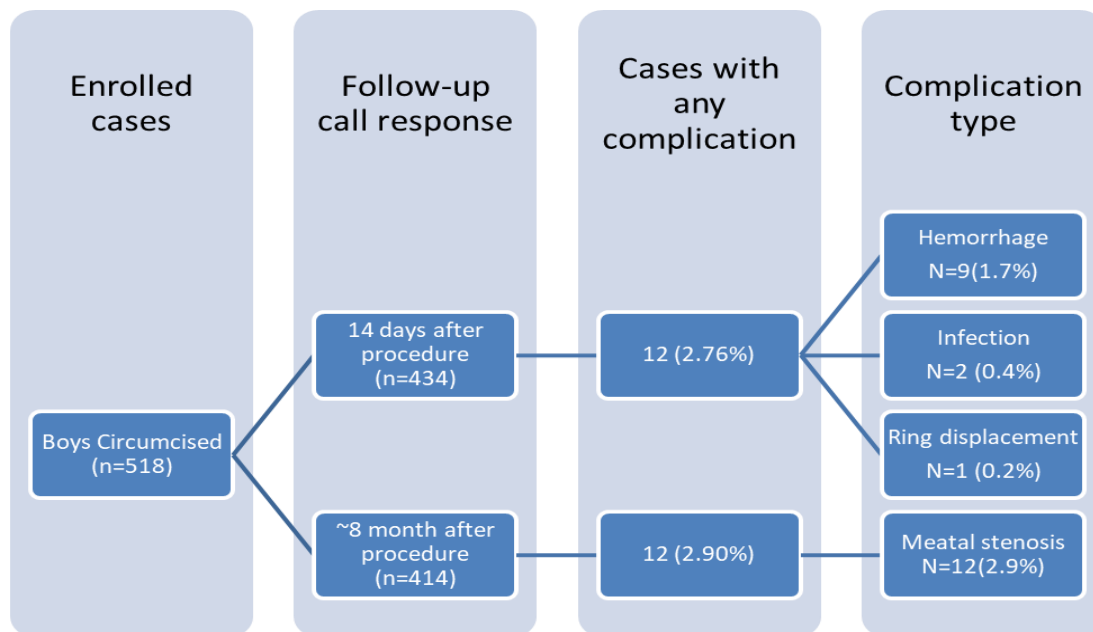 Enrolled
cases
Follow-up
call response
Cases with
any
complication
Complication
type
Boys Circumcised
(n=518)
14 days after
procedure
(n=434)
~8 month after
procedure
(n=414)
12 (2.76%)
12 (2.90%)
Hemorrhage
N=9(1.7%)
Infection
N=2 (0.4%)
Ring displacement
N=1 (0.2%)
Meatal stenosis
N=12(2.9%)